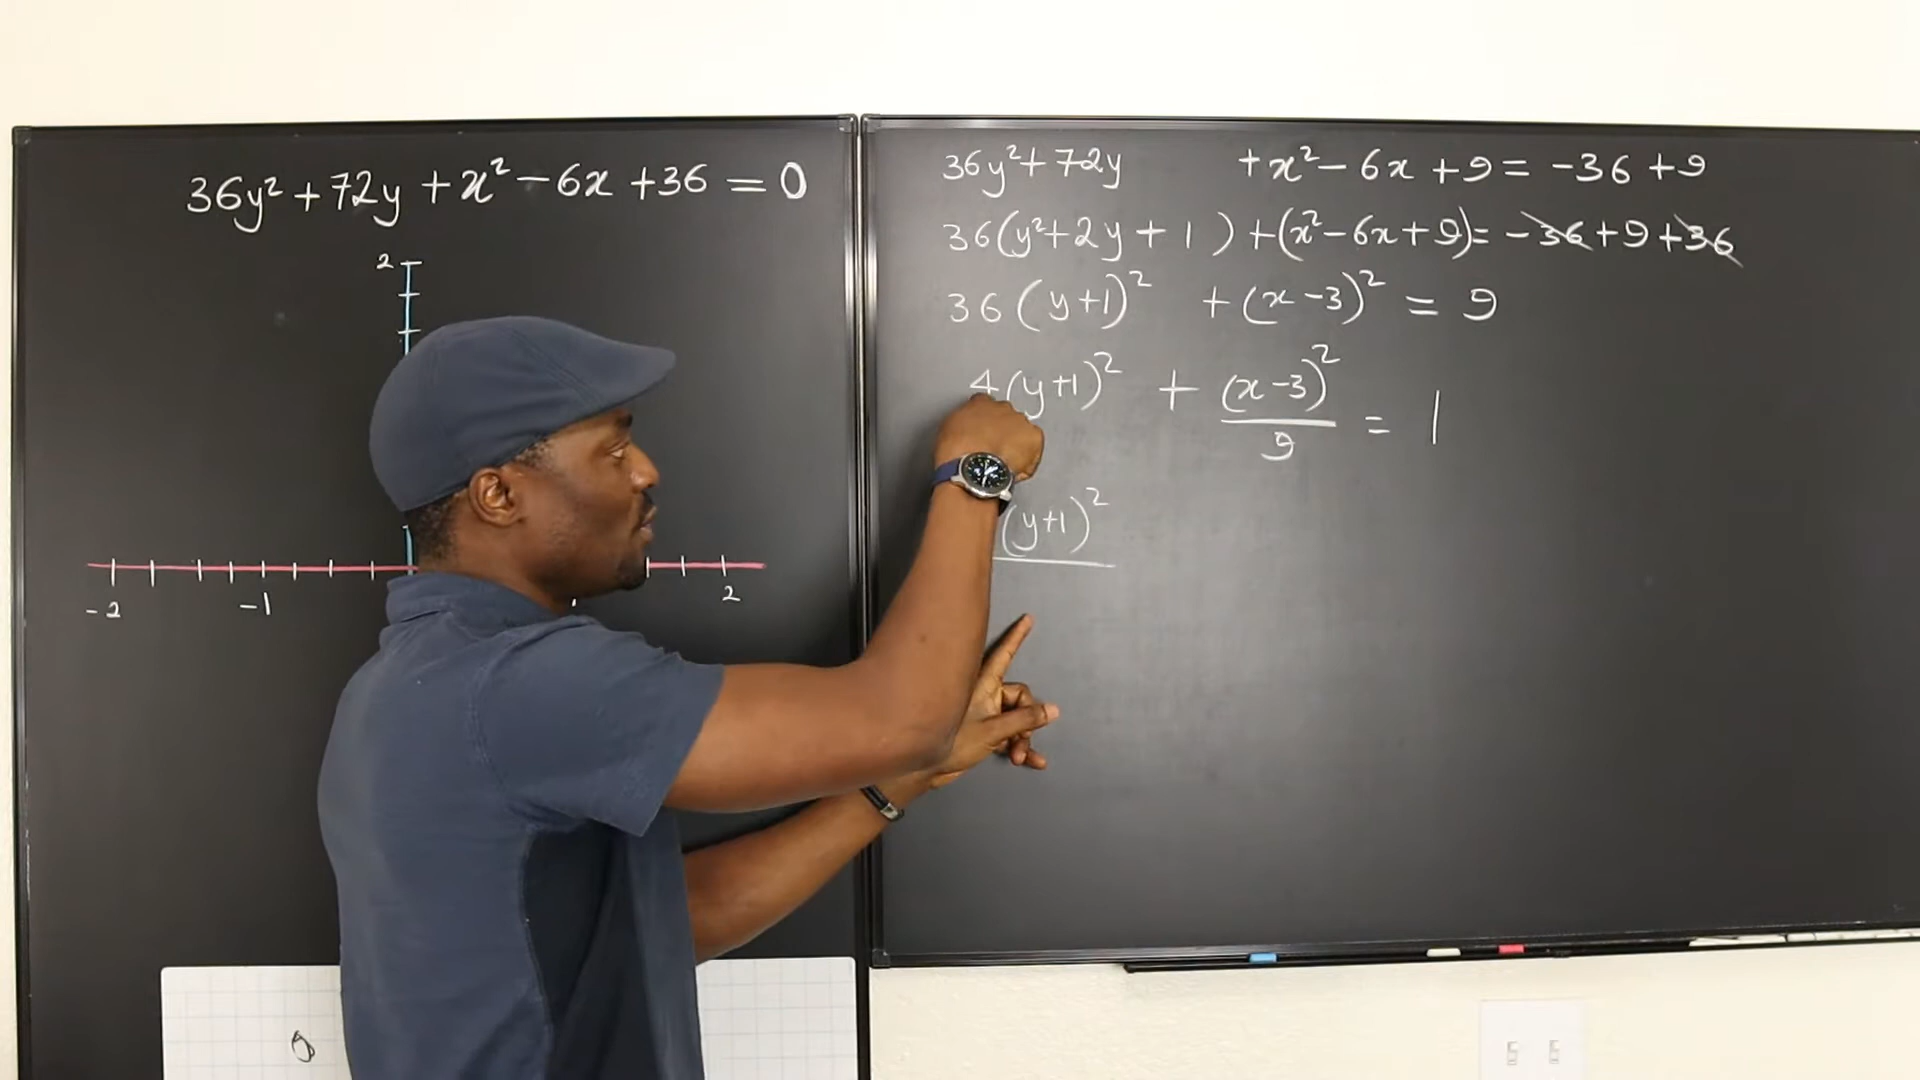 36y²+72y+x²-6x+36=0
2
-2 -1 2
36y²+72y +x²-6x+9=-36+9
36(y²+2y+1)+(x²-6x+9)=-36+9+36
36(y+1)²+(x-3)²=9
4(y+1)²+(x-3)²/9=1
(y+1)²